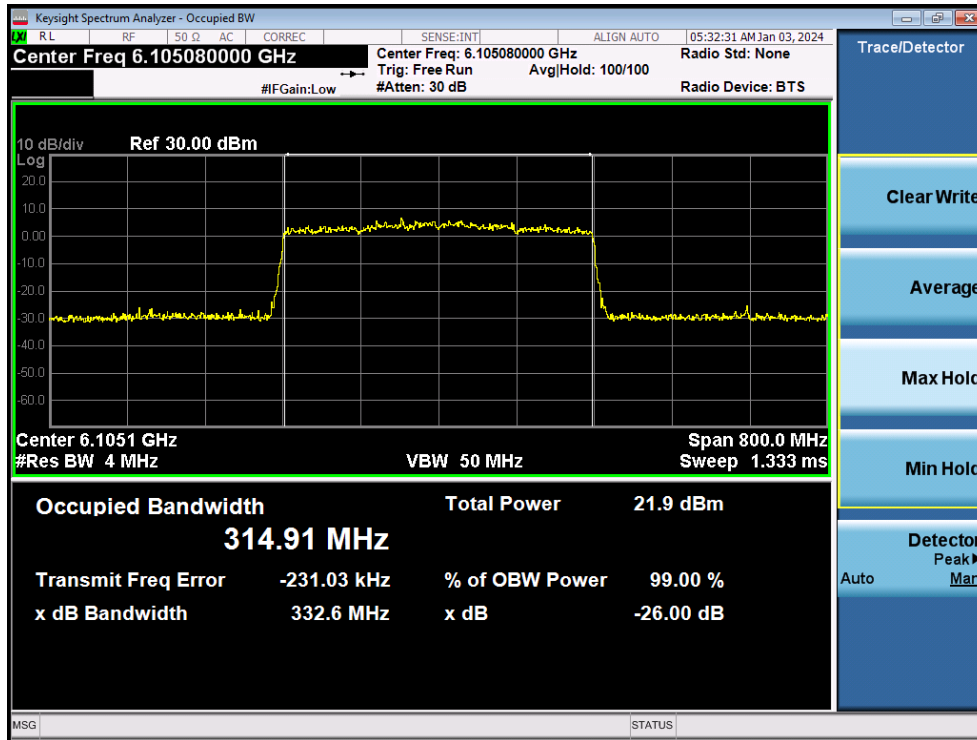 Keysight Spectrum Analyzer - Occupied BW
LXI RL RF 50 Ω AC CORREC SENSE:INT ALIGN AUTO 05:32:31 AM Jan 03, 2024
Center Freq 6.105080000 GHz
Center Freq: 6.105080000 GHz
Radio Std: None
Trig: Free Run Avg|Hold: 100/100
#IFGain:Low
#Atten: 30 dB
Radio Device: BTS
10 dB/div Ref 30.00 dBm
Log
20.0
10.0
0.00
-10.0
-20.0
-30.0
-40.0
-50.0
-60.0
Center 6.1051 GHz Span 800.0 MHz
#Res BW 4 MHz VBW 50 MHz Sweep 1.333 ms
Occupied Bandwidth Total Power 21.9 dBm
314.91 MHz
Transmit Freq Error -231.03 kHz % of OBW Power 99.00 %
x dB Bandwidth 332.6 MHz x dB -26.00 dB
MSG STATUS
Trace/Detector
Clear Write
Average
Max Hold
Min Hold
Detector
Peak▶
Auto Man